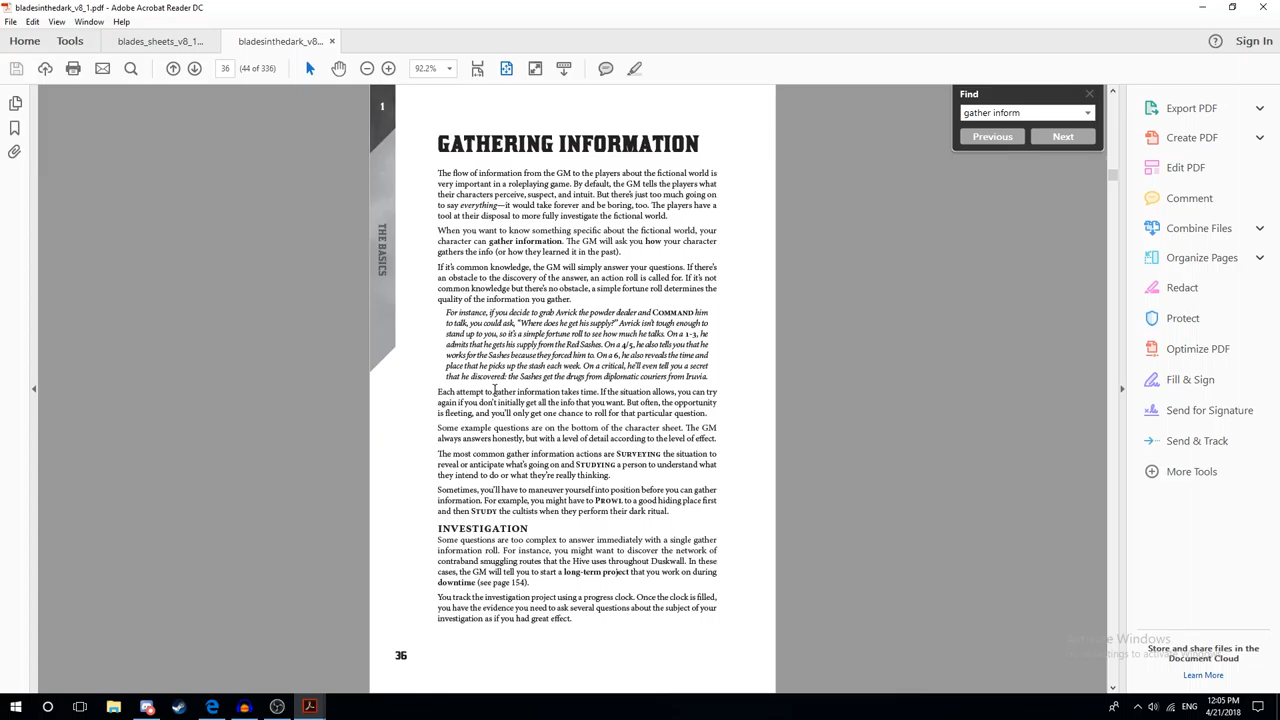 bladesinthedark_v8_1.pdf - Adobe Acrobat Reader DC
File Edit View Window Help
Home Tools blades_sheets_v8_1... bladesinthedark_v8... × Sign In
36 (44 of 336) 92.2%
Find
gather inform
Previous Next
1
THE BASICS
GATHERING INFORMATION
The flow of information from the GM to the players about the fictional world is
very important in a roleplaying game. By default, the GM tells the players what
their characters perceive, suspect, and intuit. But there's just too much going on
to say everything—it would take forever and be boring, too. The players have a
tool at their disposal to more fully investigate the fictional world.
When you want to know something specific about the fictional world, your
character can gather information. The GM will ask you how your character
gathers the info (or how they learned it in the past).
If it's common knowledge, the GM will simply answer your questions. If there's
an obstacle to the discovery of the answer, an action roll is called for. If it's not
common knowledge but there's no obstacle, a simple fortune roll determines the
quality of the information you gather.
For instance, if you decide to grab Avrick the powder dealer and COMMAND him
to talk, you could ask, "Where does he get his supply?" Avrick isn't tough enough to
stand up to you, so it's a simple fortune roll to see how much he talks. On a 1-3, he
admits that he gets his supply from the Red Sashes. On a 4/5, he also tells you that he
works for the Sashes because they forced him to. On a 6, he also reveals the time and
place that he picks up the stash each week. On a critical, he'll even tell you a secret
that he discovered: the Sashes get the drugs from diplomatic couriers from Iruvia.
Each attempt to gather information takes time. If the situation allows, you can try
again if you don't initially get all the info that you want. But often, the opportunity
is fleeting, and you'll only get one chance to roll for that particular question.
Some example questions are on the bottom of the character sheet. The GM
always answers honestly, but with a level of detail according to the level of effect.
The most common gather information actions are SURVEYING the situation to
reveal or anticipate what's going on and STUDYING a person to understand what
they intend to do or what they're really thinking.
Sometimes, you'll have to maneuver yourself into position before you can gather
information. For example, you might have to PROWL to a good hiding place first
and then STUDY the cultists when they perform their dark ritual.
INVESTIGATION
Some questions are too complex to answer immediately with a single gather
information roll. For instance, you might want to discover the network of
contraband smuggling routes that the Hive uses throughout Duskwall. In these
cases, the GM will tell you to start a long-term project that you work on during
downtime (see page 154).
You track the investigation project using a progress clock. Once the clock is filled,
you have the evidence you need to ask several questions about the subject of your
investigation as if you had great effect.
36
Export PDF
Create PDF
Edit PDF
Comment
Combine Files
Organize Pages
Redact
Protect
Optimize PDF
Fill & Sign
Send for Signature
Send & Track
More Tools
Activate Windows
Store and share files in the
Document Cloud
Learn More
ENG
12:05 PM
4/21/2018